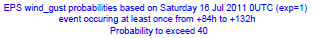 EPS wind_gust probabilities based on Saturday 16 Jul 2011 0UTC (exp=1)
event occuring at least once from +84h to +132h
Probability to exceed 40